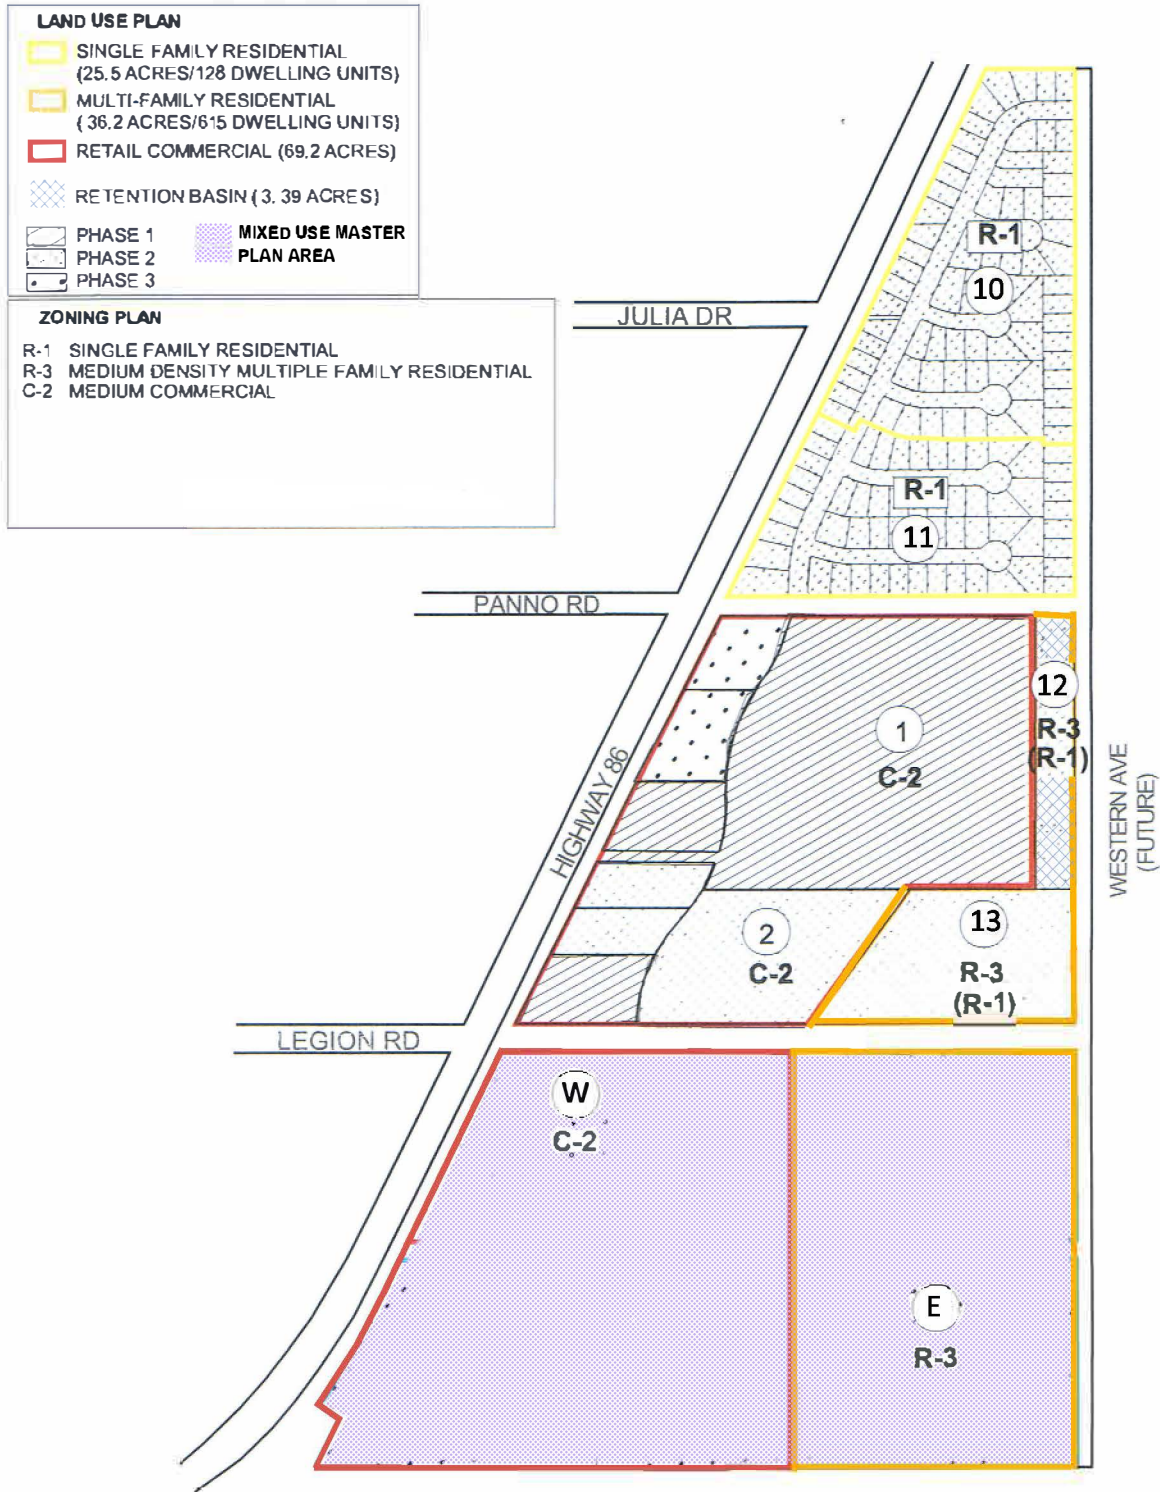 LAND USE PLAN
SINGLE FAMILY RESIDENTIAL
(25.5 ACRES/128 DWELLING UNITS)
MULTI-FAMILY RESIDENTIAL
(36.2 ACRES/615 DWELLING UNITS)
RETAIL COMMERCIAL (69.2 ACRES)
RETENTION BASIN (3.39 ACRES)
PHASE 1
PHASE 2
PHASE 3
MIXED USE MASTER
PLAN AREA
ZONING PLAN
R-1 SINGLE FAMILY RESIDENTIAL
R-3 MEDIUM DENSITY MULTIPLE FAMILY RESIDENTIAL
C-2 MEDIUM COMMERCIAL
R-1
10
JULIA DR
R-1
11
PANNO RD
12
R-3
(R-1)
1
C-2
HIGHWAY 86
WESTERN AVE
(FUTURE)
2
C-2
13
R-3
(R-1)
LEGION RD
W
C-2
E
R-3